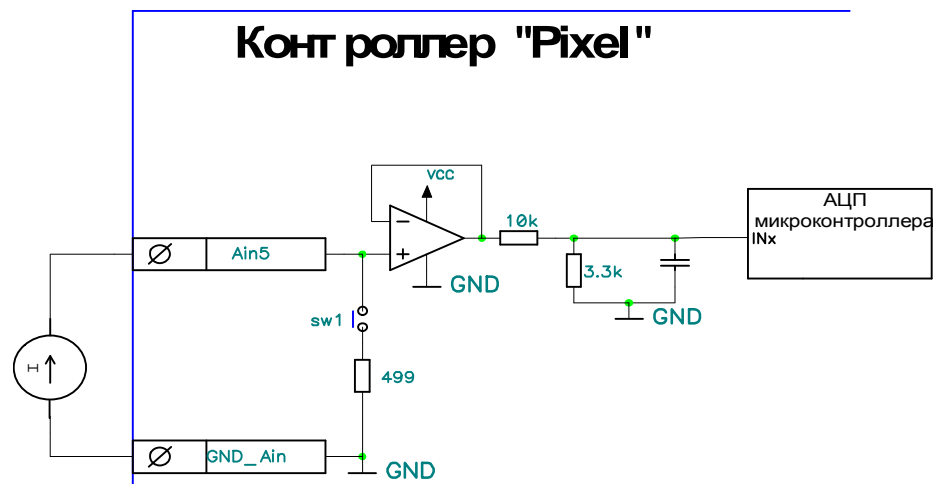 Конт роллер "Pixel"
vcc
10k
АЦП
микроконтроллера
INx
Ain5
GND
3.3k
GND
sw1
499
I
GND_Ain
GND